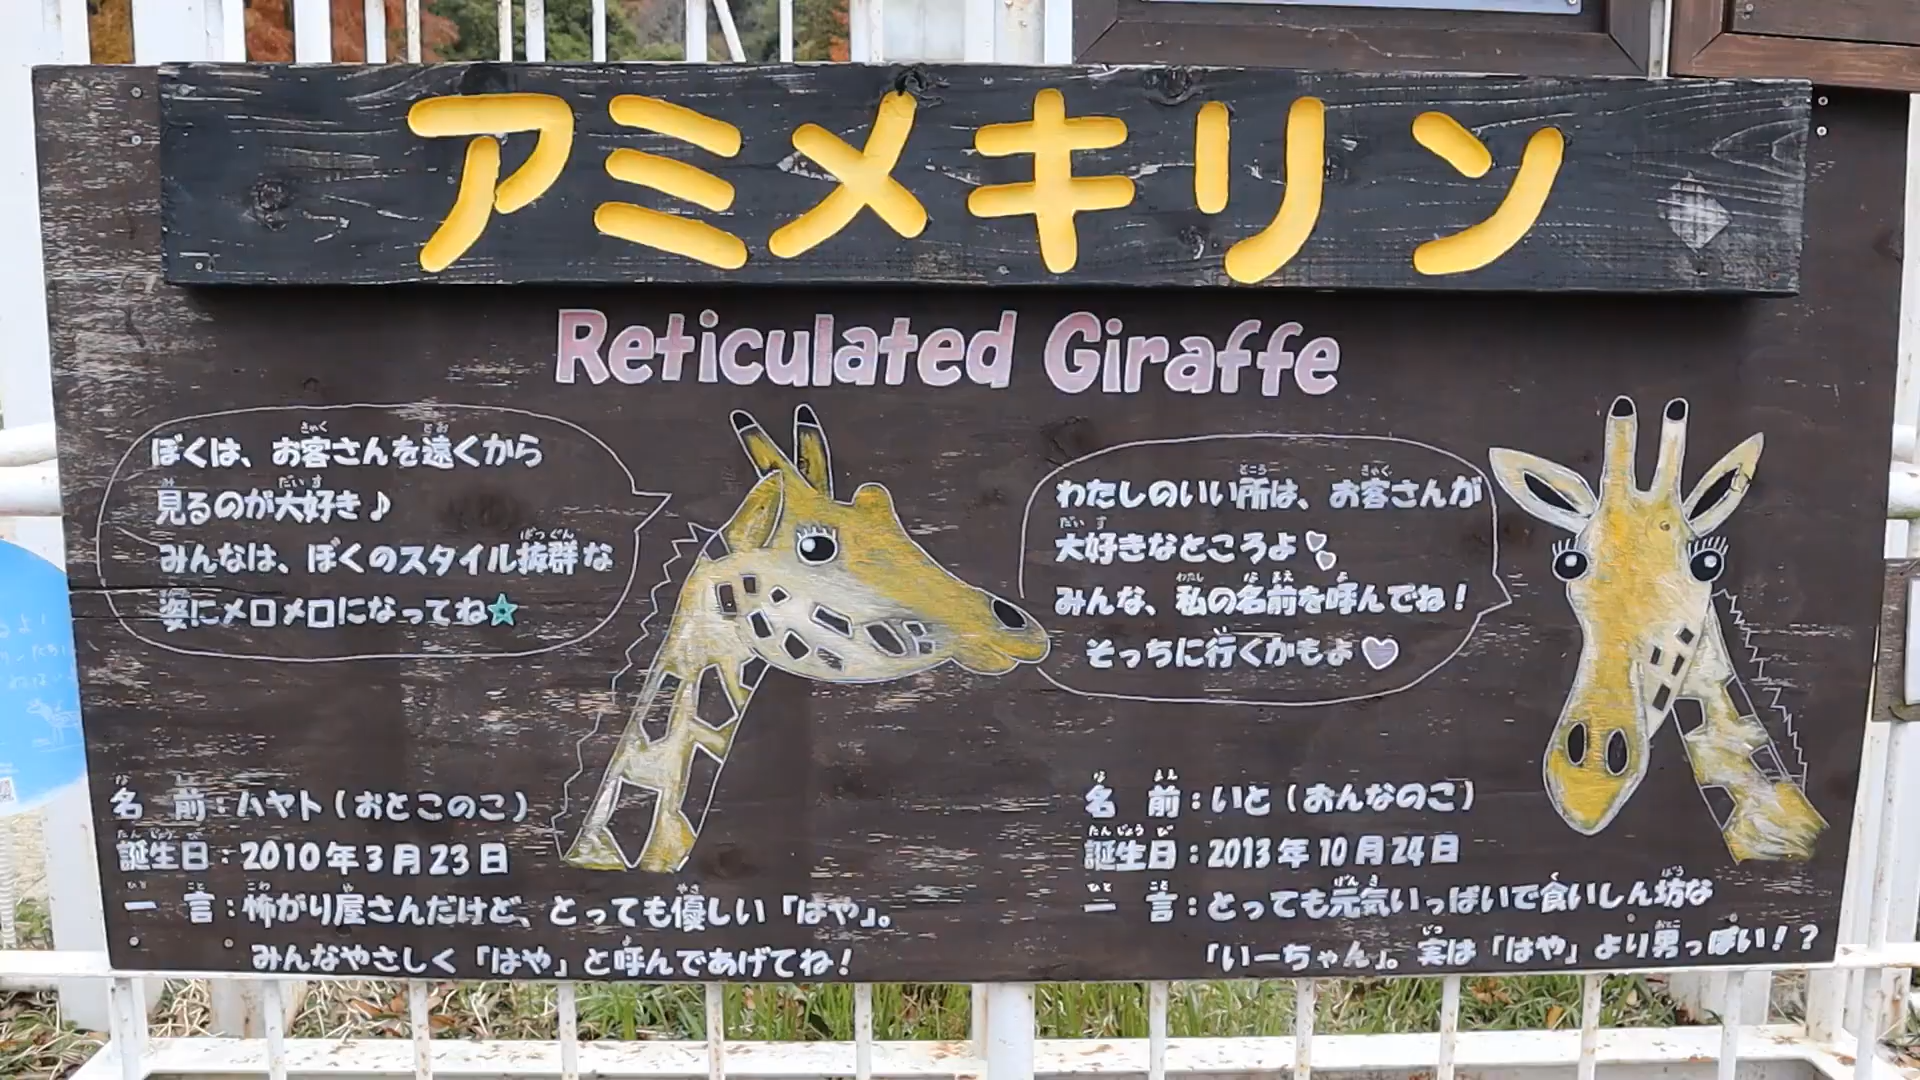 アミメキリン
Reticulated Giraffe
ぼくは、お客さんを遠くから
見るのが大好き♪
みんなは、ぼくのスタイル抜群な
姿にメロメロになってね★
わたしのいい所は、お客さんが
大好きなところよ♡
みんな、私の名前を呼んでね!
そっちに行くかもよ♡
名前:ハヤト(おとこのこ)
誕生日:2010年3月23日
一言:怖がり屋さんだけど、とっても優しい「はや」。
みんなやさしく「はや」と呼んであげてね!
名前:いと(おんなのこ)
誕生日:2013年10月24日
一言:とっても元気いっぱいで食いしん坊な
「いーちゃん」。実は「はや」より男っぽい!?